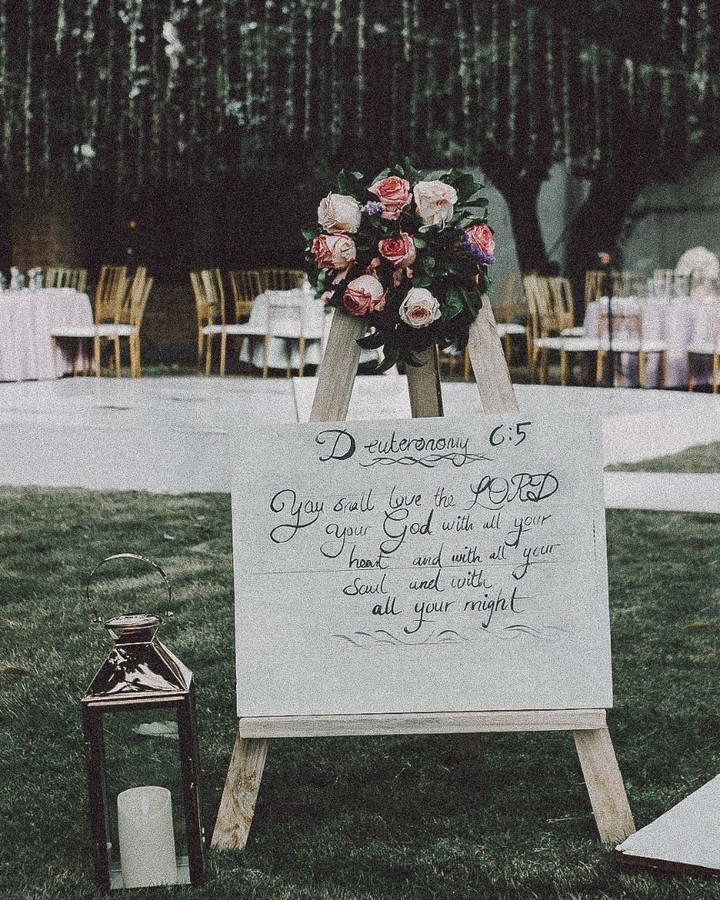 Deuteronomy 6:5
You shall love the LORD
your God with all your
heart and with all your
Soul and with
all your might